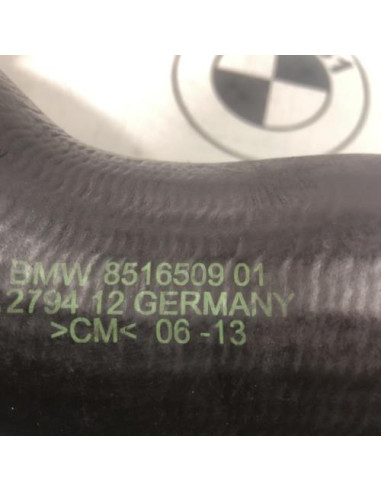 BMW 8516509 01
.2794 12 GERMANY
>CM< 06-13